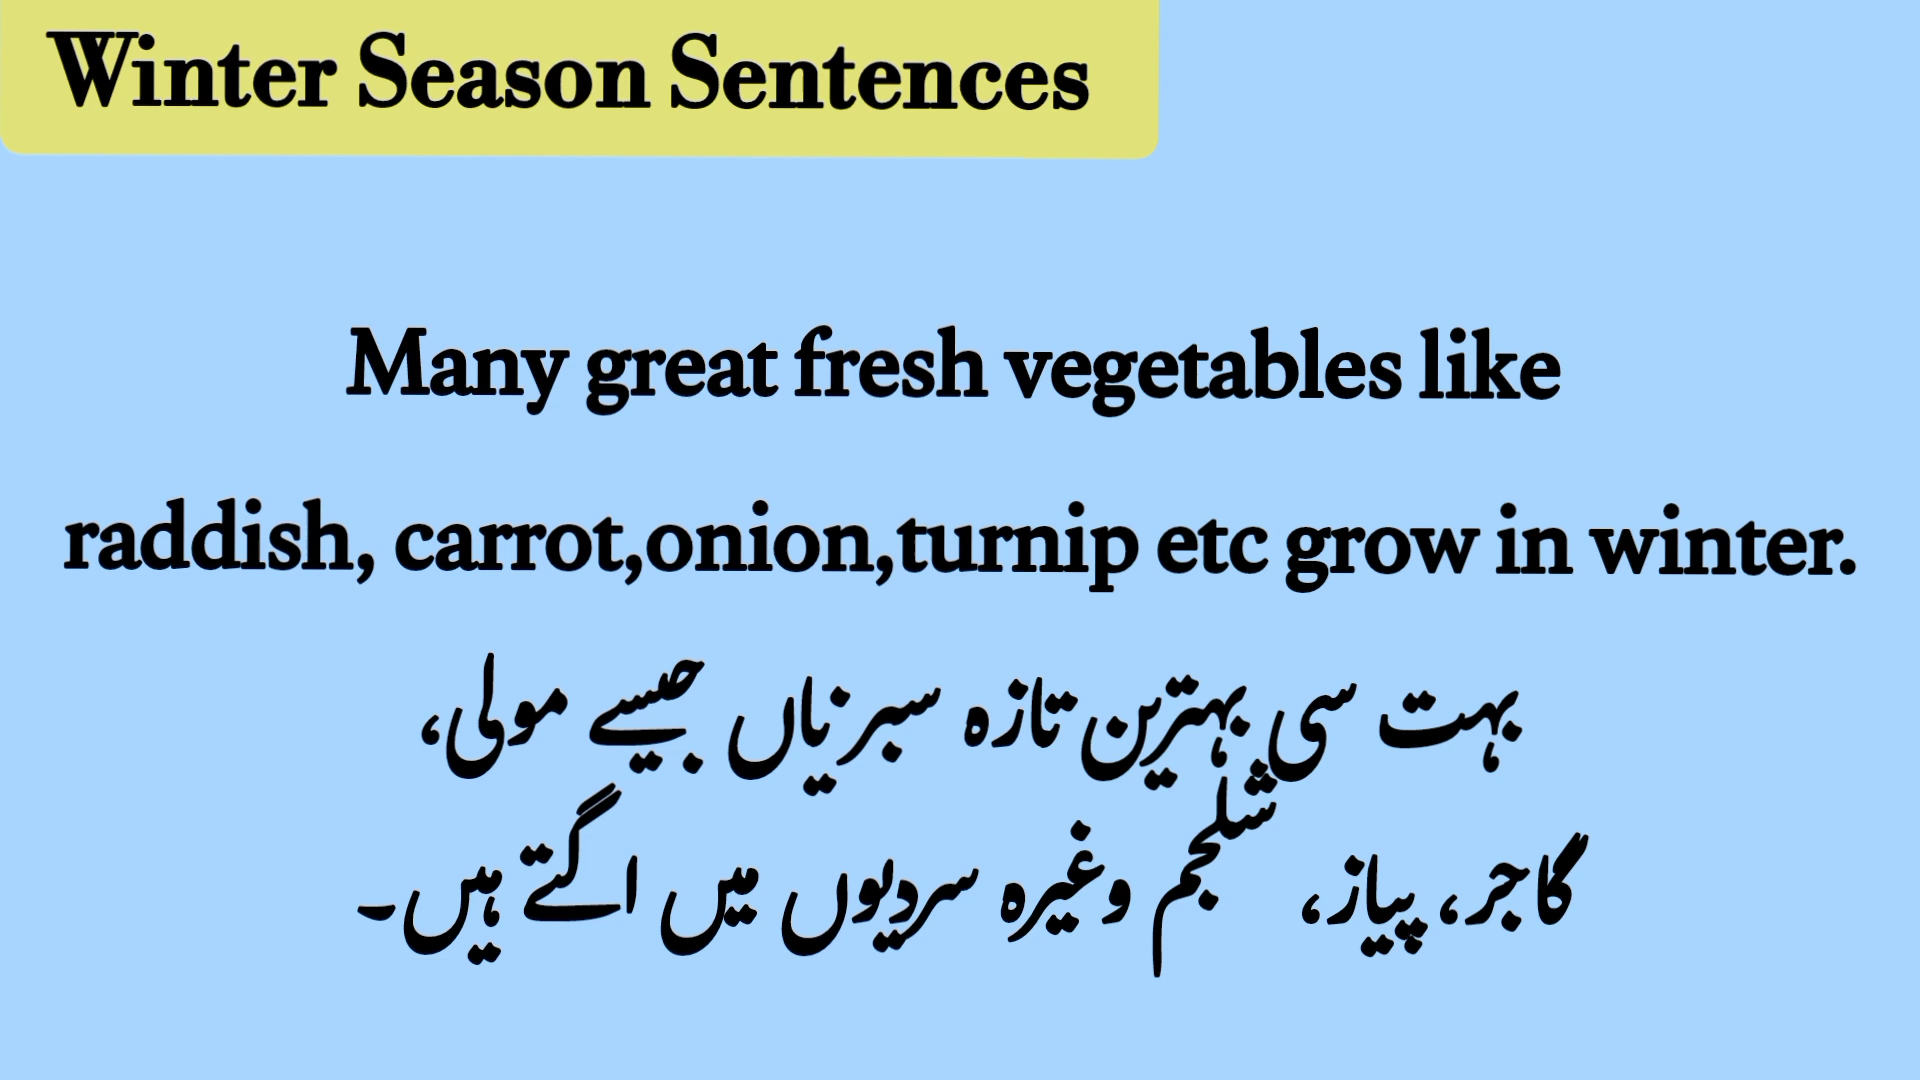 Winter Season Sentences
Many great fresh vegetables like
raddish, carrot,onion,turnip etc grow in winter.
بہت سی بہترین تازہ سبزیاں جیسے مولی،
گاجر، پیاز، شلجم وغیرہ سردیوں میں اگتے ہیں۔